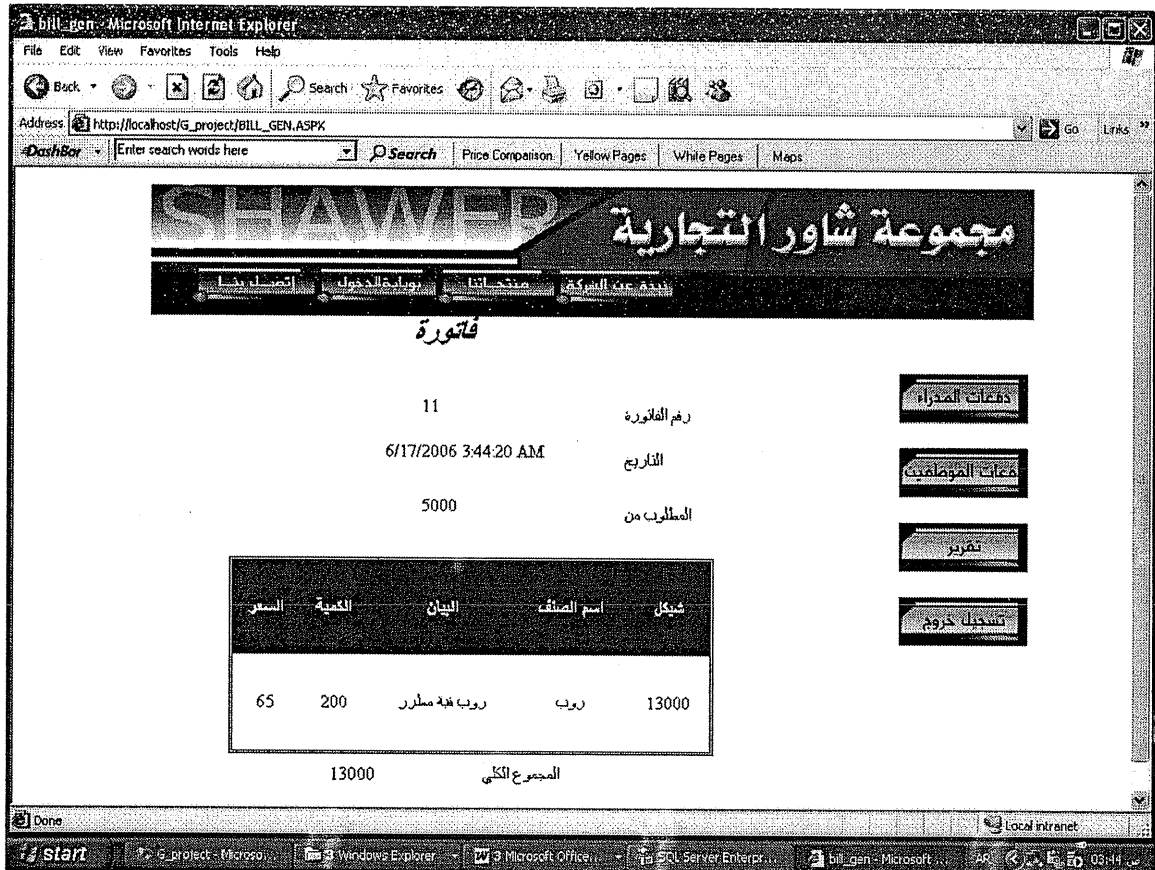 bill_gen - Microsoft Internet Explorer
File Edit View Favorites Tools Help
Back Search Favorites
Address http://localhost/G_project/BILL_GEN.ASPX Go Links »
DashBar Enter search words here Search Price Comparison Yellow Pages White Pages Maps
SHAWER مجموعة شاور التجارية
نبذة عن الشركة منتجاتنا بوابة الدخول إتصل بنا
فاتورة
دفعات المدراء
رقم الفاتورة 11
التاريخ 6/17/2006 3:44:20 AM
دفعات الموظفين
المطلوب من 5000
تقرير
شيكل اسم الصنف البيان الكمية السعر
تسجيل خروج
13000 روب روب قبة مطرز 200 65
المجموع الكلي 13000
Done Local intranet
start G_project - Microso... 3 Windows Explorer 3 Microsoft Office... SQL Server Enterpr... bill_gen - Microsoft ... AR 03:44